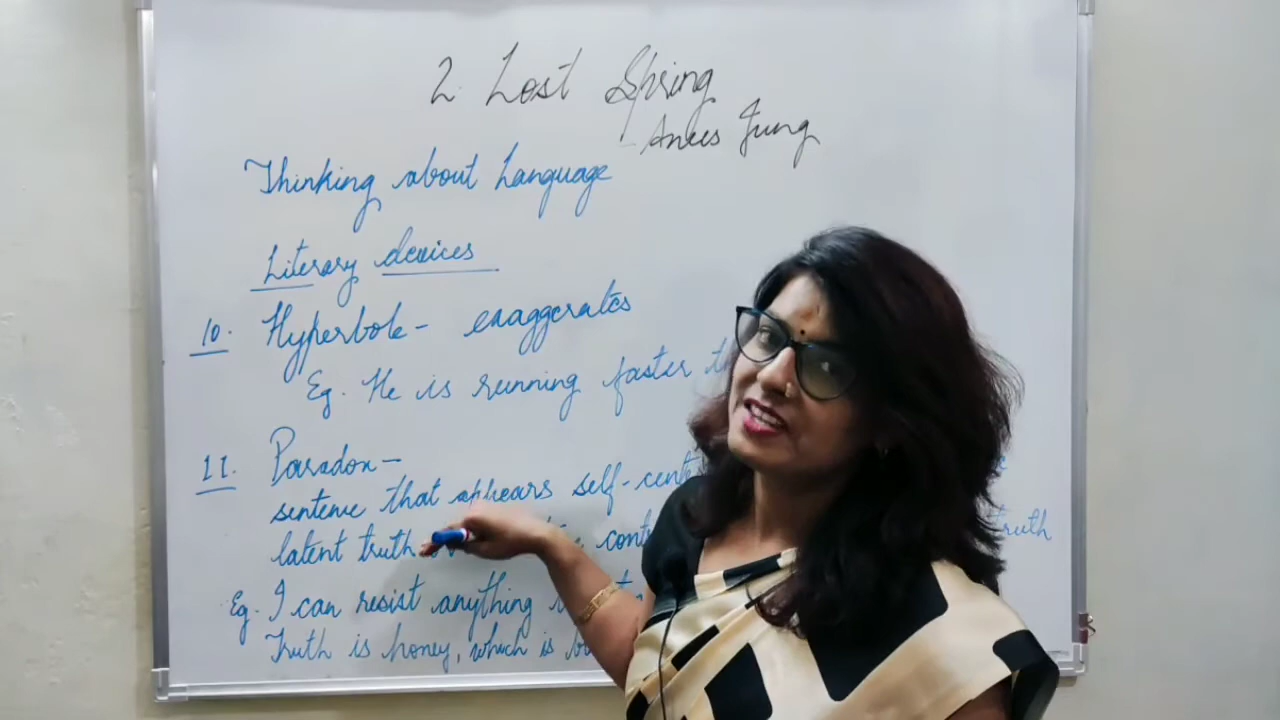 2. Lost Spring
- Anees Jung
Thinking about Language
Literary devices
10. Hyperbole - exaggerates
Eg. He is running faster
11. Paradox -
sentence that appears self-
latent truth
truth
Eg. I can resist anything
Truth is honey, which is